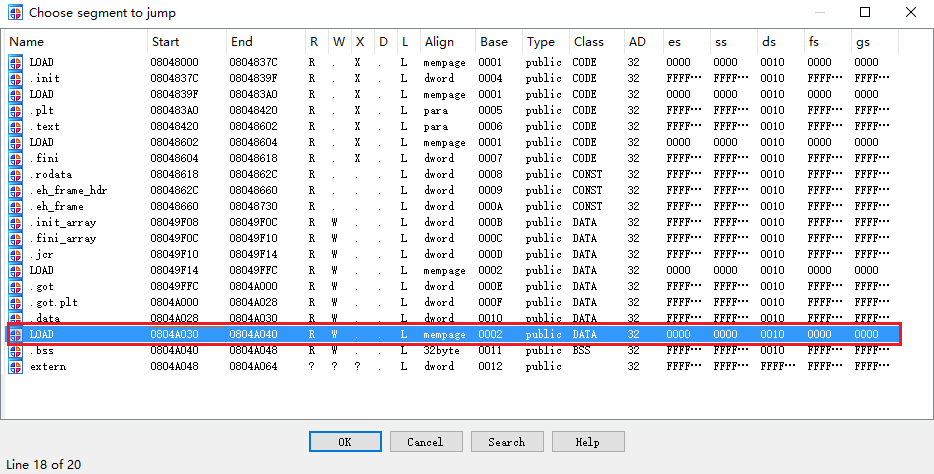 Choose segment to jump
Name Start End R W X D L Align Base Type Class AD es ss ds fs gs
LOAD 08048000 0804837C R . X . L mempage 0001 public CODE 32 0000 0000 0010 0000 0000
.init 0804837C 0804839F R . X . L dword 0004 public CODE 32 FFFF… FFFF… 0010 FFFF… FFFF…
LOAD 0804839F 080483A0 R . X . L mempage 0001 public CODE 32 0000 0000 0010 0000 0000
.plt 080483A0 08048420 R . X . L para 0005 public CODE 32 FFFF… FFFF… 0010 FFFF… FFFF…
.text 08048420 08048602 R . X . L para 0006 public CODE 32 FFFF… FFFF… 0010 FFFF… FFFF…
LOAD 08048602 08048604 R . X . L mempage 0001 public CODE 32 0000 0000 0010 0000 0000
.fini 08048604 08048618 R . X . L dword 0007 public CODE 32 FFFF… FFFF… 0010 FFFF… FFFF…
.rodata 08048618 0804862C R . . . L dword 0008 public CONST 32 FFFF… FFFF… 0010 FFFF… FFFF…
.eh_frame_hdr 0804862C 08048660 R . . . L dword 0009 public CONST 32 FFFF… FFFF… 0010 FFFF… FFFF…
.eh_frame 08048660 08048730 R . . . L dword 000A public CONST 32 FFFF… FFFF… 0010 FFFF… FFFF…
.init_array 08049F08 08049F0C R W . . L dword 000B public DATA 32 FFFF… FFFF… 0010 FFFF… FFFF…
.fini_array 08049F0C 08049F10 R W . . L dword 000C public DATA 32 FFFF… FFFF… 0010 FFFF… FFFF…
.jcr 08049F10 08049F14 R W . . L dword 000D public DATA 32 FFFF… FFFF… 0010 FFFF… FFFF…
LOAD 08049F14 08049FFC R W . . L mempage 0002 public DATA 32 0000 0000 0010 0000 0000
.got 08049FFC 0804A000 R W . . L dword 000E public DATA 32 FFFF… FFFF… 0010 FFFF… FFFF…
.got.plt 0804A000 0804A028 R W . . L dword 000F public DATA 32 FFFF… FFFF… 0010 FFFF… FFFF…
.data 0804A028 0804A030 R W . . L dword 0010 public DATA 32 FFFF… FFFF… 0010 FFFF… FFFF…
LOAD 0804A030 0804A040 R W . . L mempage 0002 public DATA 32 0000 0000 0010 0000 0000
.bss 0804A040 0804A048 R W . . L 32byte 0011 public BSS 32 FFFF… FFFF… 0010 FFFF… FFFF…
extern 0804A048 0804A064 ? ? ? . L dword 0012 public 32 FFFF… FFFF… FFFF… FFFF… FFFF…
OK Cancel Search Help
Line 18 of 20